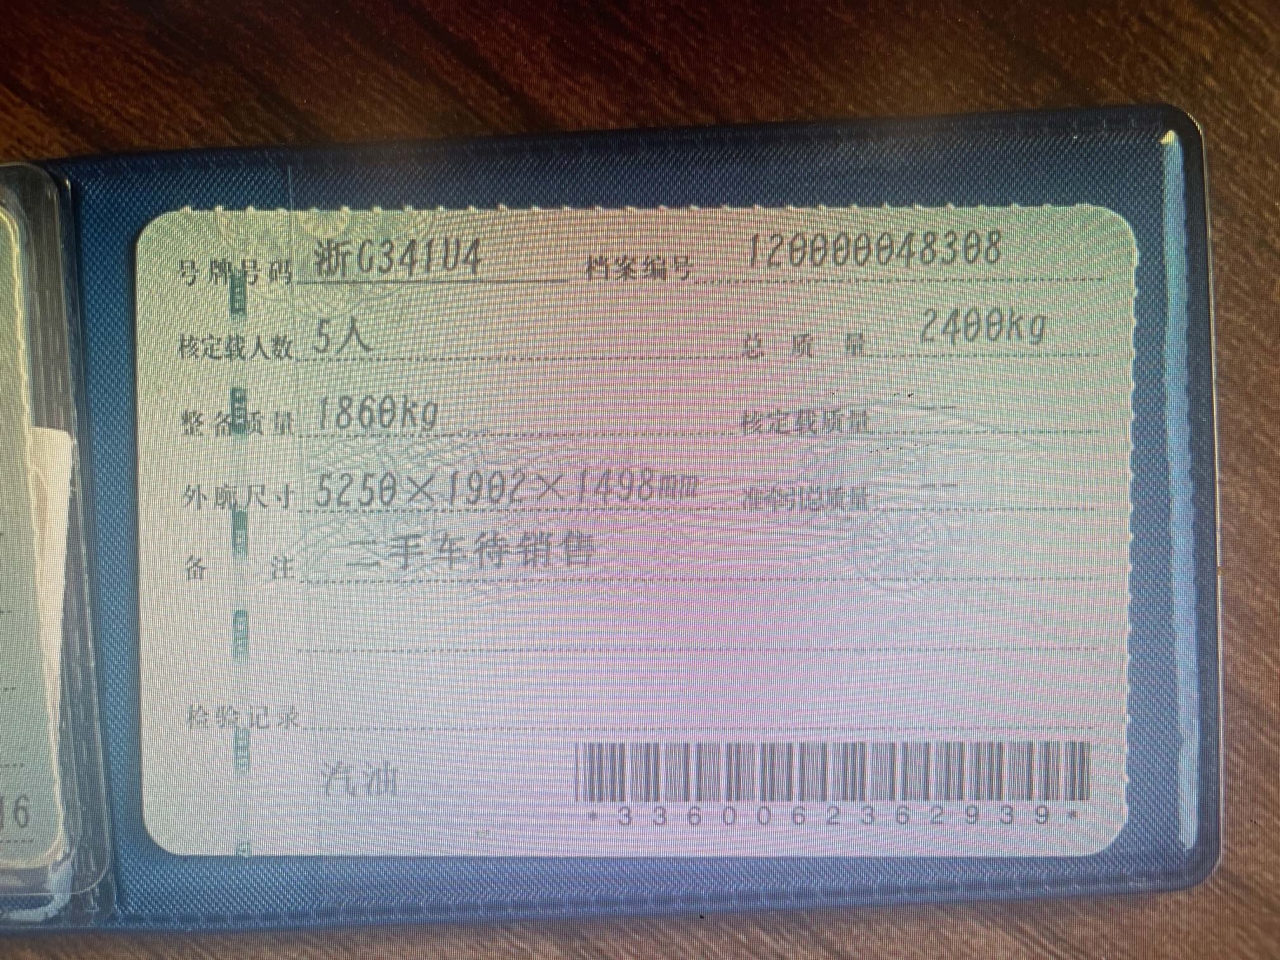 号牌号码 浙G341U4 档案编号 120000048308
核定载人数 5人 总质量 2400kg
整备质量 1860kg 核定载质量 --
外廓尺寸 5250×1902×1498mm 准牵引总质量 --
备注 二手车待销售
检验记录
汽油
*3360062362939*
16